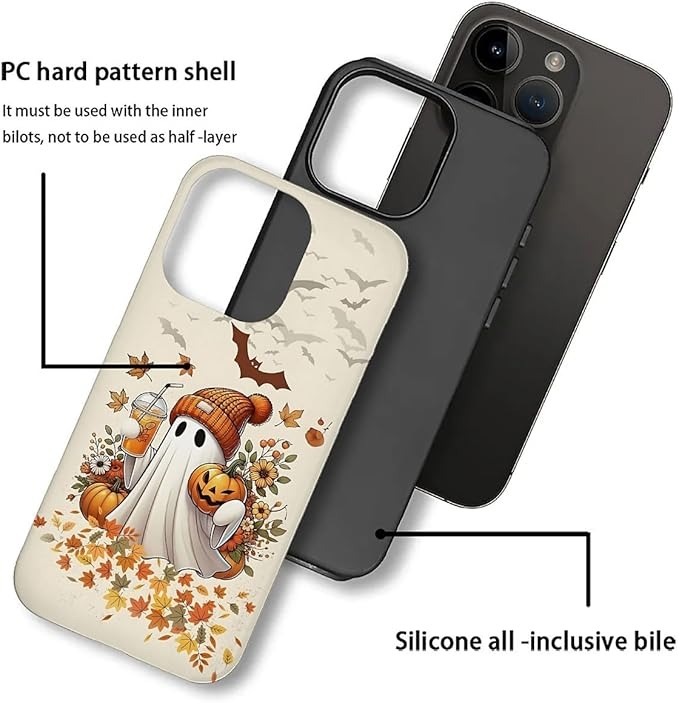 PC hard pattern shell
It must be used with the inner
bilots, not to be used as half -layer
Silicone all -inclusive bile